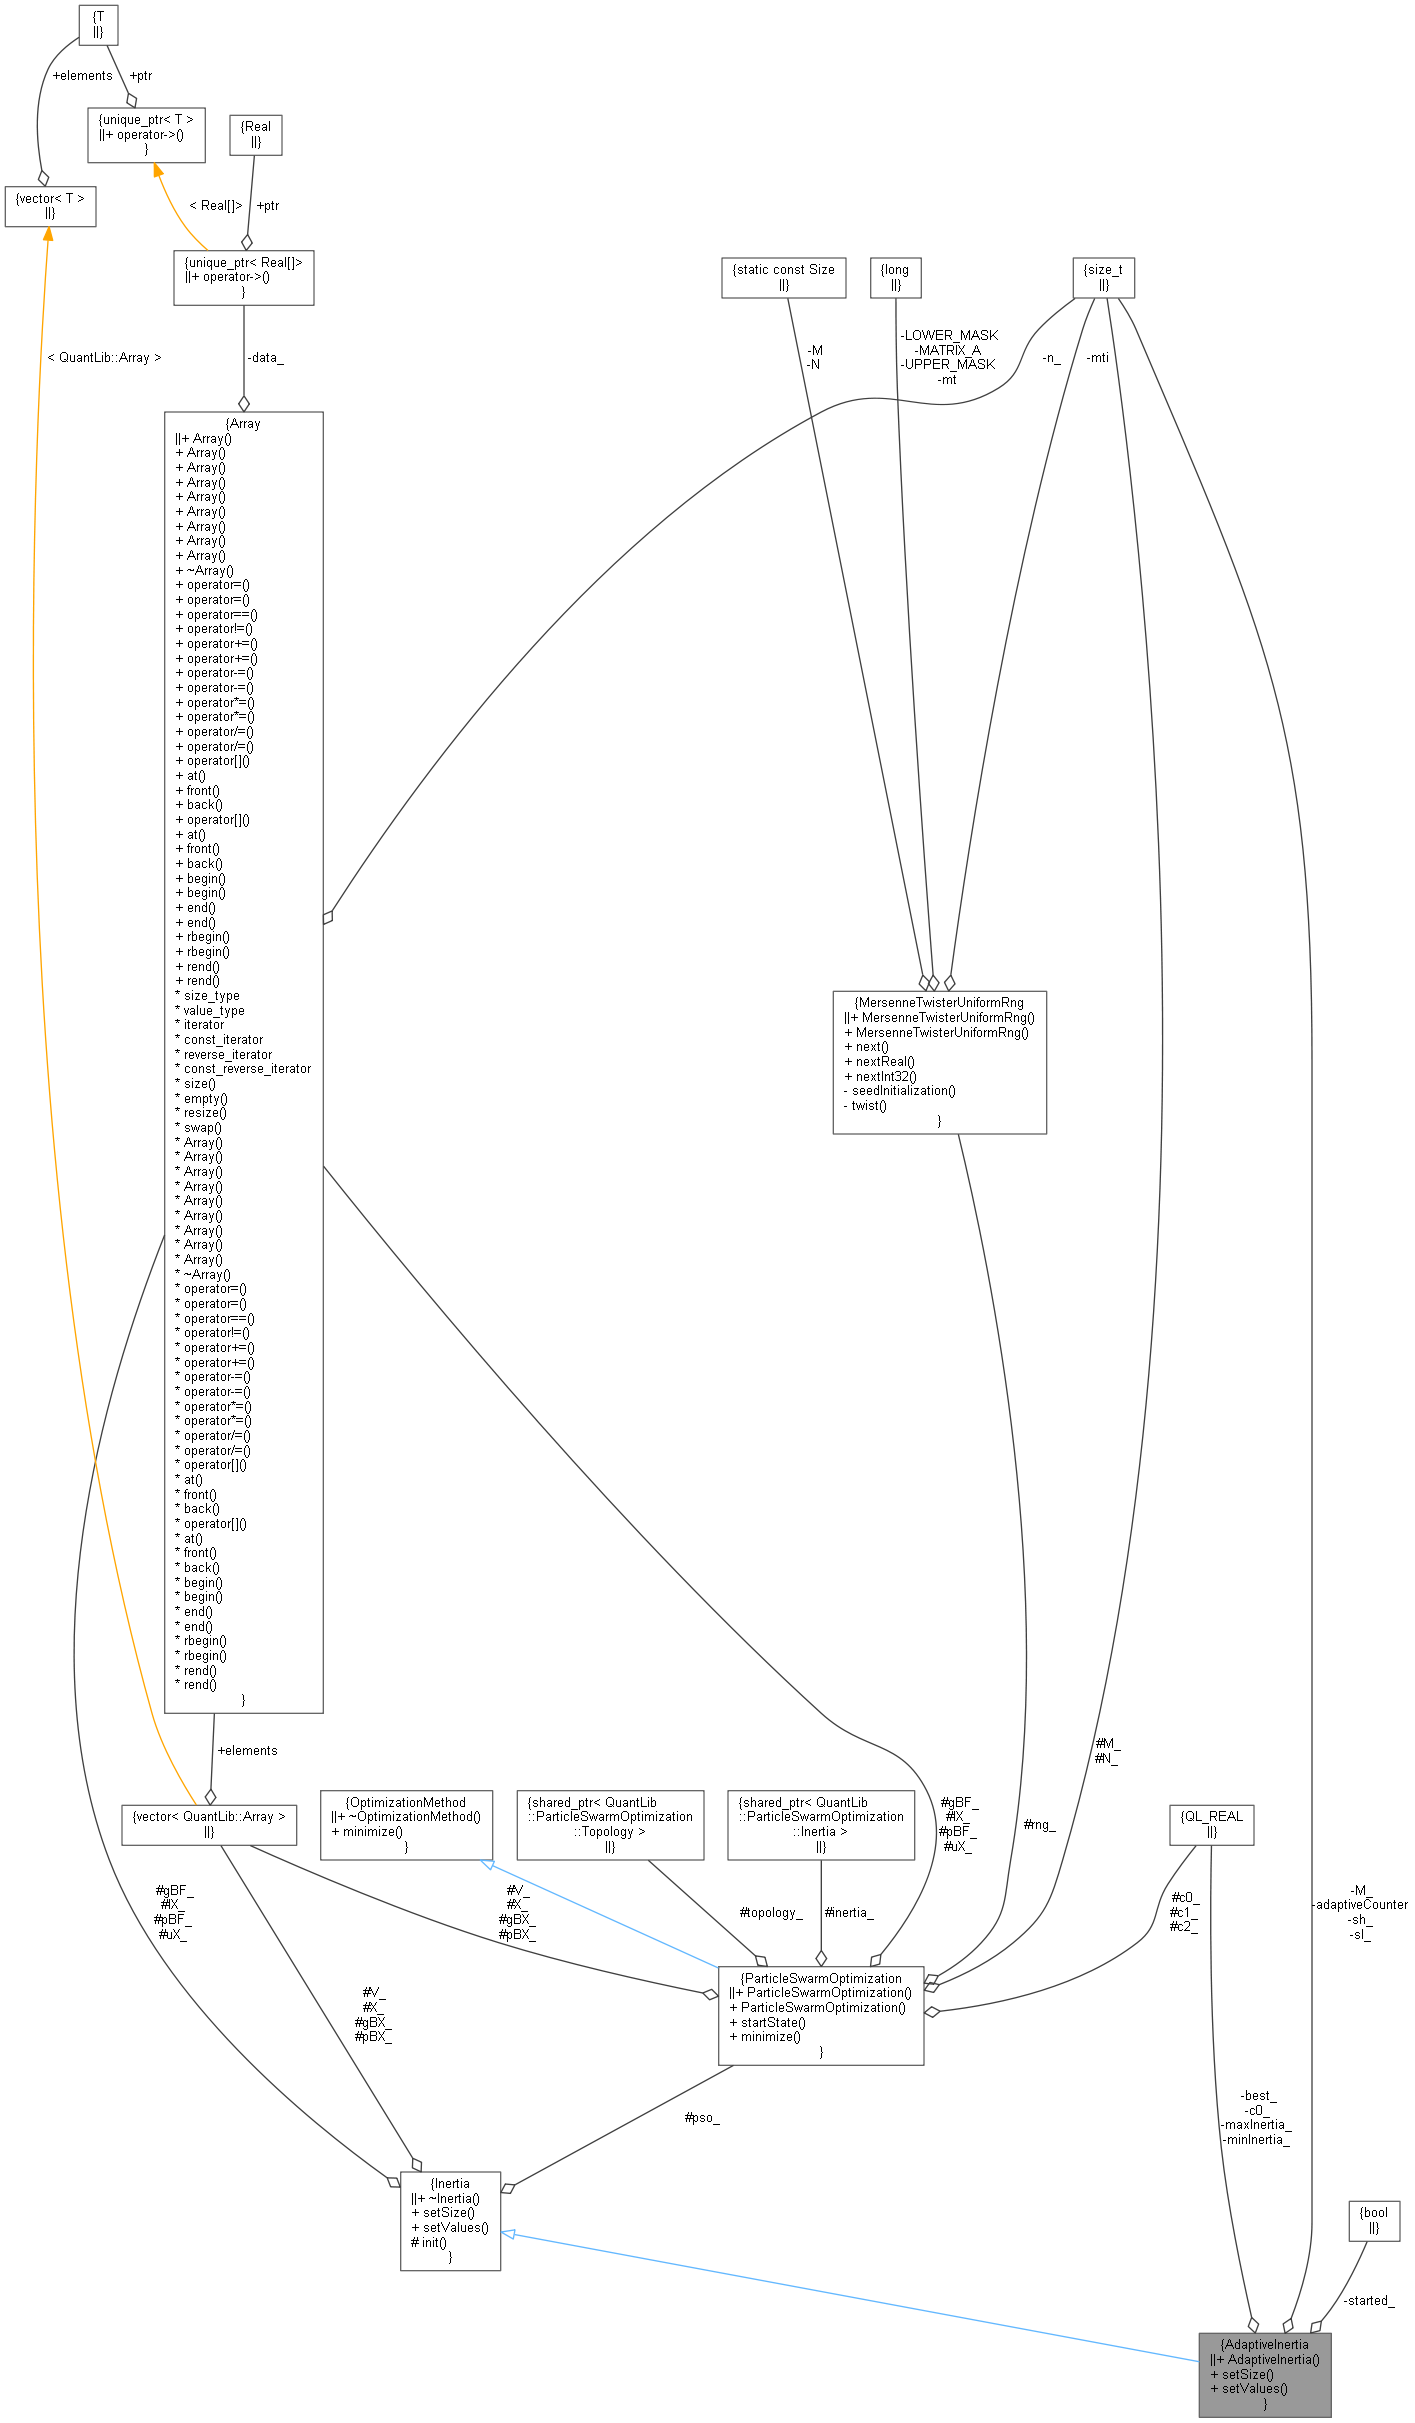 {T
||}
+elements
+ptr
{unique_ptr< T >
||+ operator->()
}
{Real
||}
{vector< T >
||}
< Real[]>
+ptr
{unique_ptr< Real[]>
||+ operator->()
}
{static const Size
||}
{long
||}
{size_t
||}
< QuantLib::Array >
-data_
-M
-N
-LOWER_MASK
-MATRIX_A
-UPPER_MASK
-mt
-n_
-mti
{Array
||+ Array()
+ Array()
+ Array()
+ Array()
+ Array()
+ Array()
+ Array()
+ Array()
+ Array()
+ ~Array()
+ operator=()
+ operator=()
+ operator==()
+ operator!=()
+ operator+=()
+ operator+=()
+ operator-=()
+ operator-=()
+ operator*=()
+ operator*=()
+ operator/=()
+ operator/=()
+ operator[]()
+ at()
+ front()
+ back()
+ operator[]()
+ at()
+ front()
+ back()
+ begin()
+ begin()
+ end()
+ end()
+ rbegin()
+ rbegin()
+ rend()
+ rend()
* size_type
* value_type
* iterator
* const_iterator
* reverse_iterator
* const_reverse_iterator
* size()
* empty()
* resize()
* swap()
* Array()
* Array()
* Array()
* Array()
* Array()
* Array()
* Array()
* Array()
* Array()
* ~Array()
* operator=()
* operator=()
* operator==()
* operator!=()
* operator+=()
* operator+=()
* operator-=()
* operator-=()
* operator*=()
* operator*=()
* operator/=()
* operator/=()
* operator[]()
* at()
* front()
* back()
* operator[]()
* at()
* front()
* back()
* begin()
* begin()
* end()
* end()
* rbegin()
* rbegin()
* rend()
* rend()
}
{MersenneTwisterUniformRng
||+ MersenneTwisterUniformRng()
+ MersenneTwisterUniformRng()
+ next()
+ nextReal()
+ nextInt32()
- seedInitialization()
- twist()
}
+elements
#M_
#N_
{vector< QuantLib::Array >
||}
{OptimizationMethod
||+ ~OptimizationMethod()
+ minimize()
}
{shared_ptr< QuantLib
::ParticleSwarmOptimization
::Topology >
||}
{shared_ptr< QuantLib
::ParticleSwarmOptimization
::Inertia >
||}
#gBF_
#lX_
#pBF_
#uX_
#rng_
{QL_REAL
||}
#gBF_
#lX_
#pBF_
#uX_
#V_
#X_
#gBX_
#pBX_
#topology_
#inertia_
#c0_
#c1_
#c2_
-M_
-adaptiveCounter
-sh_
-sl_
{ParticleSwarmOptimization
||+ ParticleSwarmOptimization()
+ ParticleSwarmOptimization()
+ startState()
+ minimize()
}
#V_
#X_
#gBX_
#pBX_
#pso_
-best_
-c0_
-maxInertia_
-minInertia_
{Inertia
||+ ~Inertia()
+ setSize()
+ setValues()
# init()
}
{bool
||}
-started_
{AdaptiveInertia
||+ AdaptiveInertia()
+ setSize()
+ setValues()
}